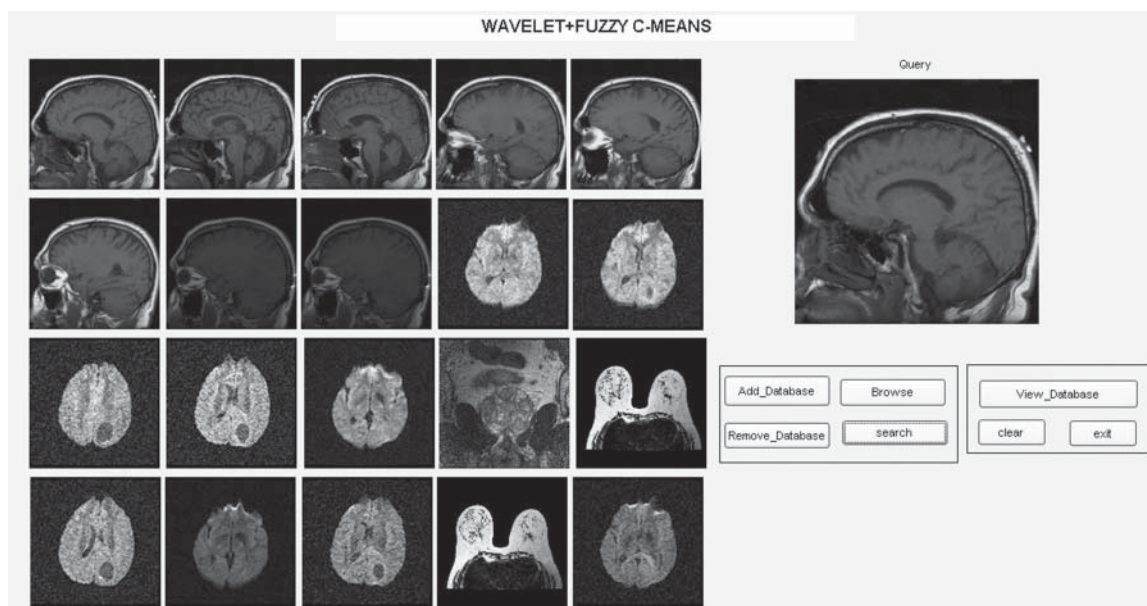 WAVELET+FUZZY C-MEANS
Query
Add_Database
Browse
View_Database
Remove_Database
search
clear
exit